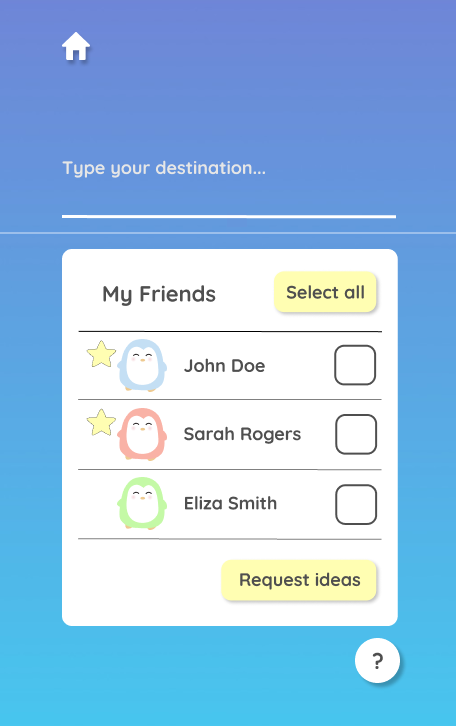 Type your destination...
My Friends
Select all
John Doe
Sarah Rogers
Eliza Smith
Request ideas
?